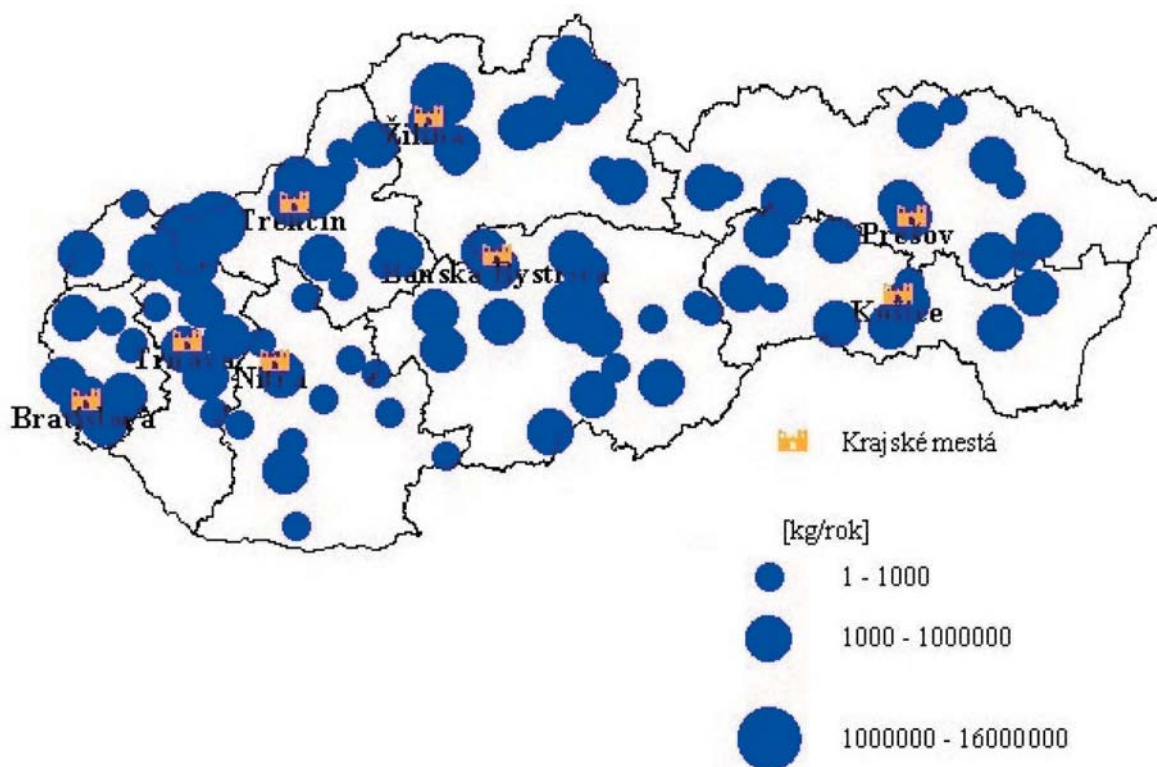 Žilina
Trenčín
Prešov
Banská Bystrica
Košice
Trnava
Nitra
Bratislava
Krajské mestá
[kg/rok]
1 - 1000
1000 - 1000000
1000000 - 16000000